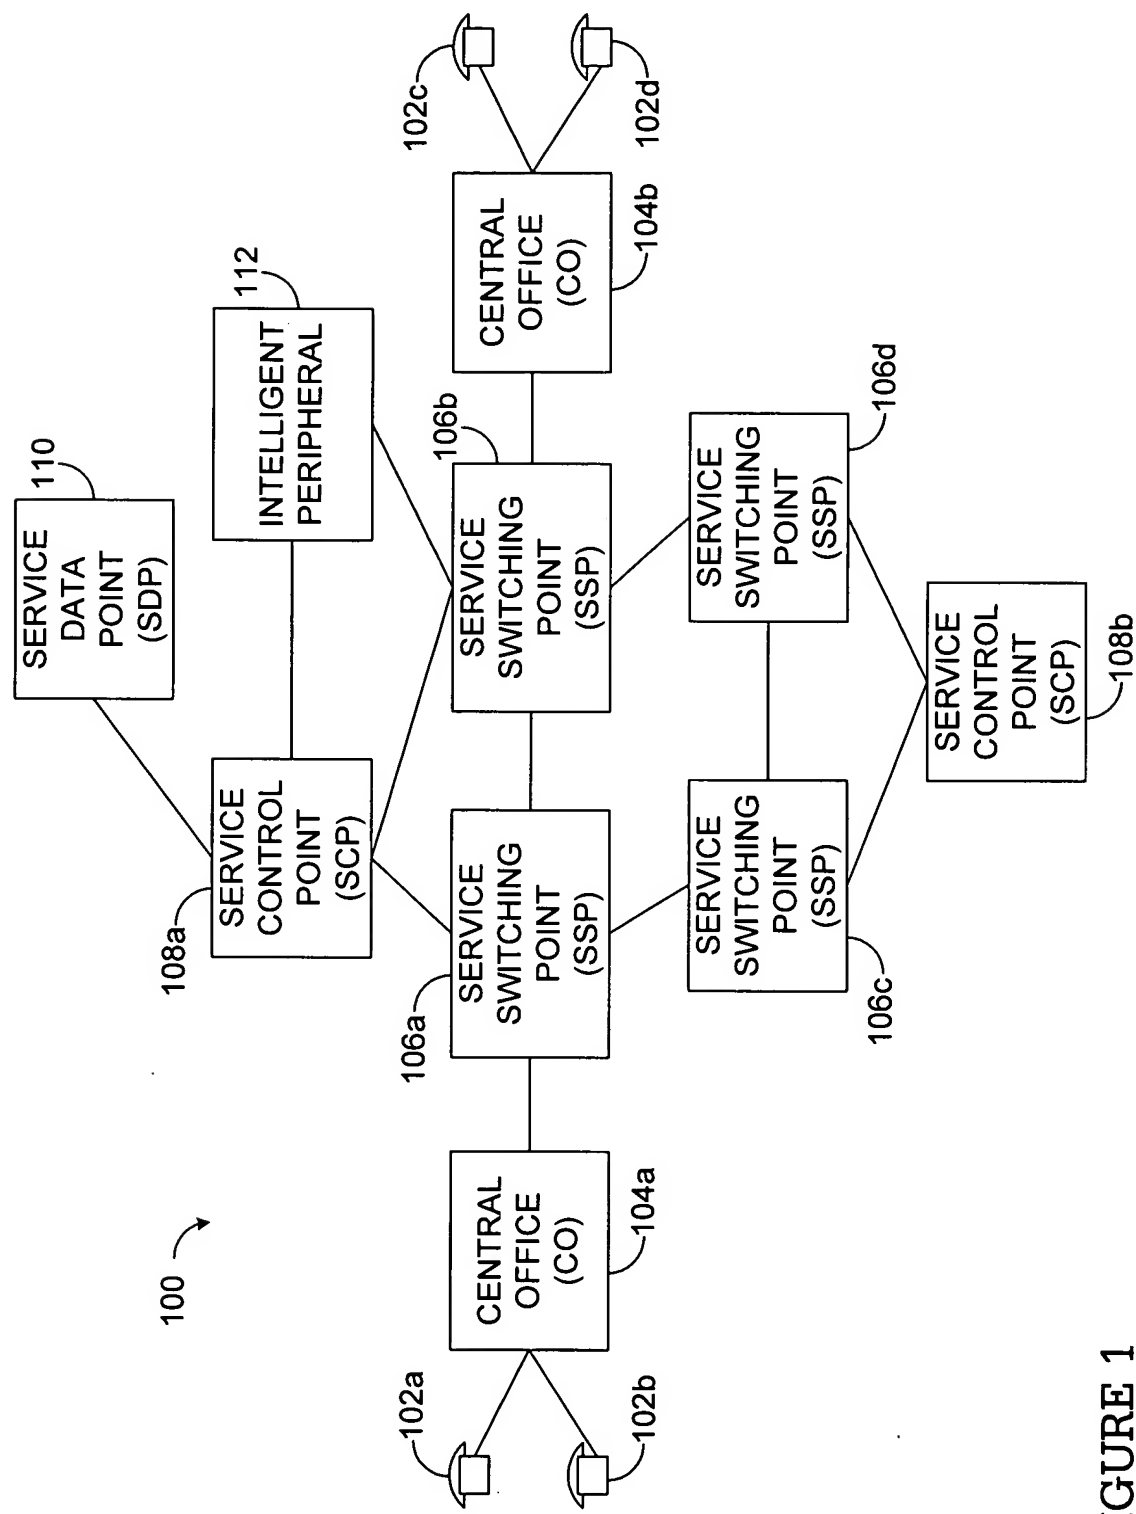 110
SERVICE
DATA
POINT
(SDP)
112
INTELLIGENT
PERIPHERAL
108a
SERVICE
CONTROL
POINT
(SCP)
100
102a
102b
CENTRAL
OFFICE
(CO)
104a
106a
SERVICE
SWITCHING
POINT
(SSP)
106b
SERVICE
SWITCHING
POINT
(SSP)
CENTRAL
OFFICE
(CO)
104b
102c
102d
SERVICE
SWITCHING
POINT
(SSP)
106c
SERVICE
SWITCHING
POINT
(SSP)
106d
SERVICE
CONTROL
POINT
(SCP)
108b
GURE 1